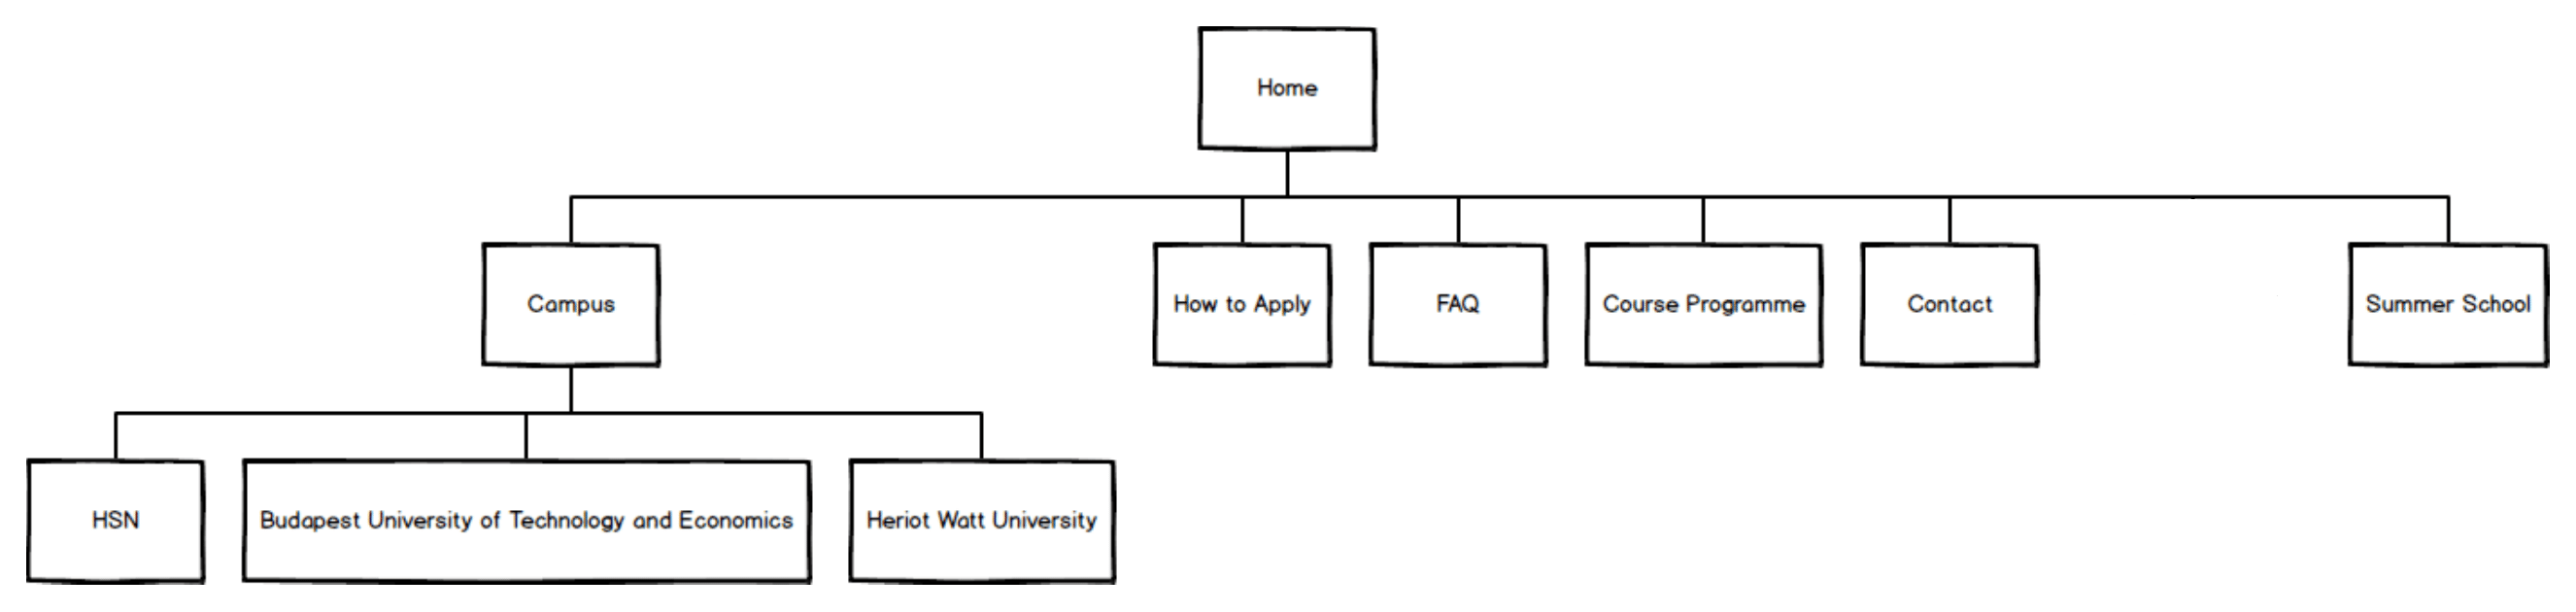 Home
Campus
How to Apply
FAQ
Course Programme
Contact
Summer School
HSN
Budapest University of Technology and Economics
Heriot Watt University